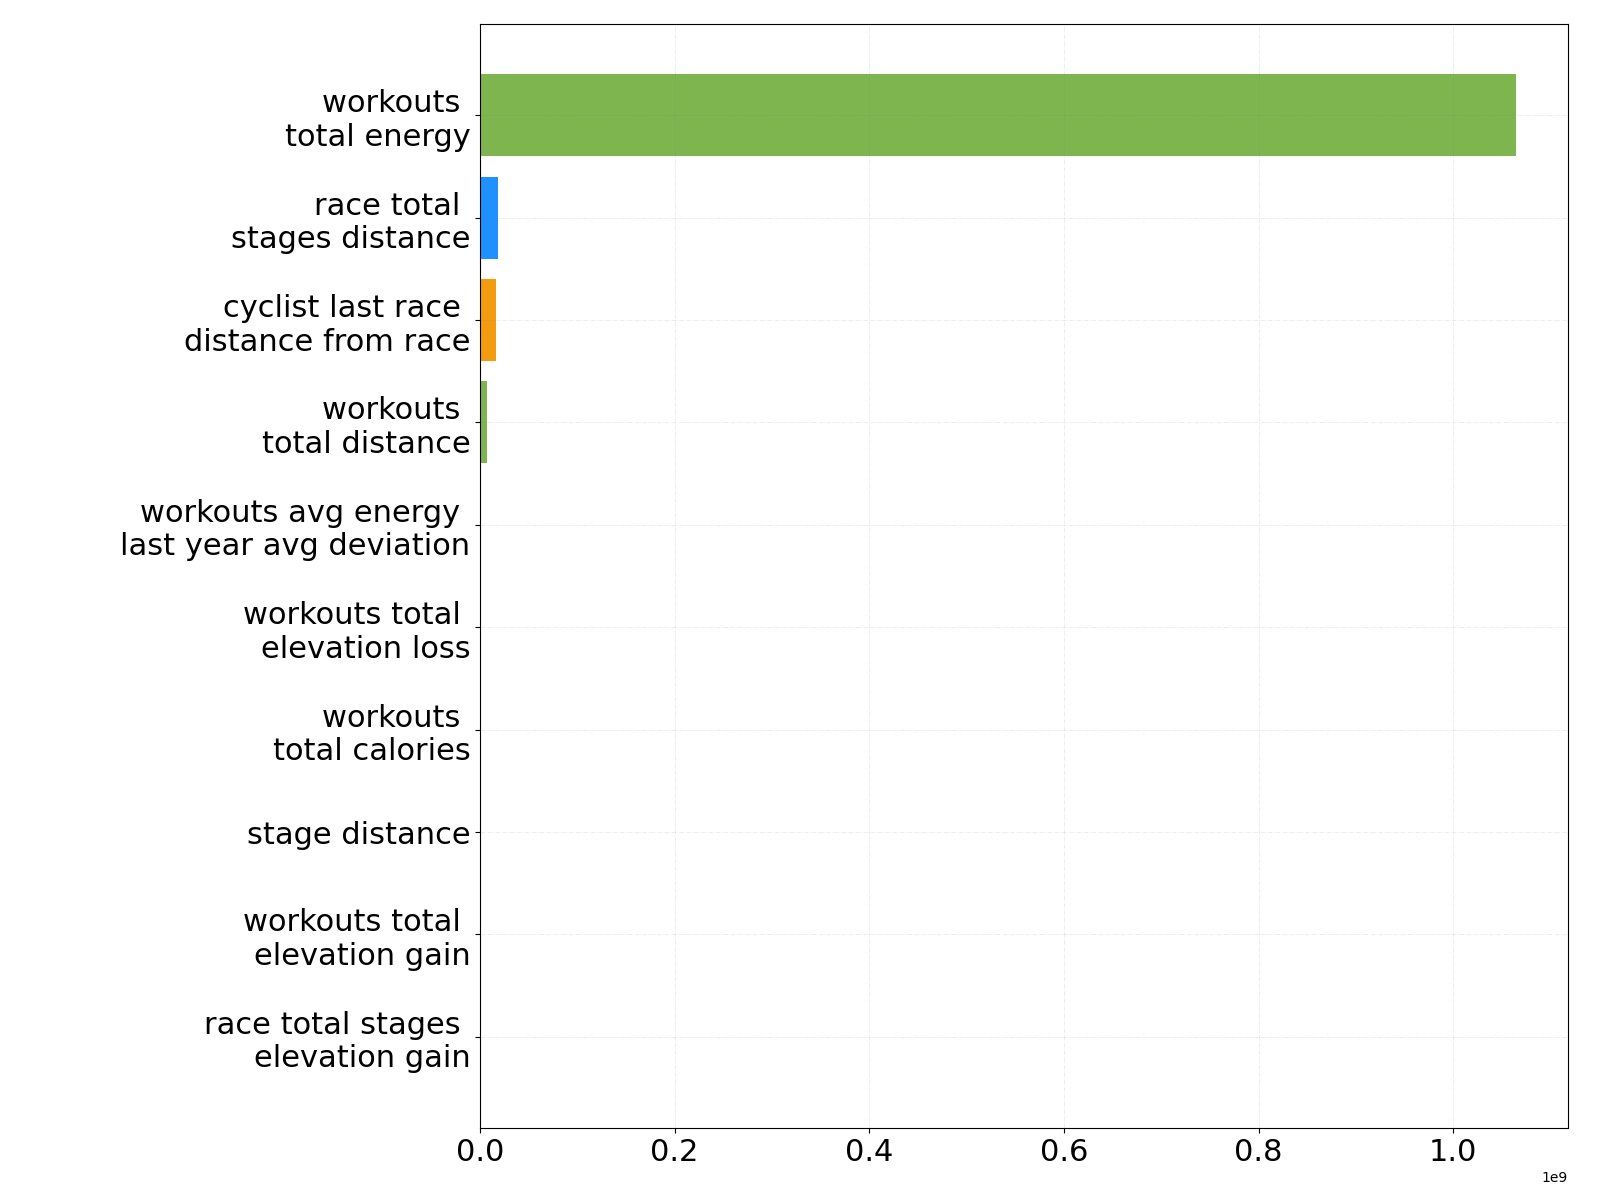 workouts
total energy
race total
stages distance
cyclist last race
distance from race
workouts
total distance
workouts avg energy
last year avg deviation
workouts total
elevation loss
workouts
total calories
stage distance
workouts total
elevation gain
race total stages
elevation gain
0.0 0.2 0.4 0.6 0.8 1.0
1e9